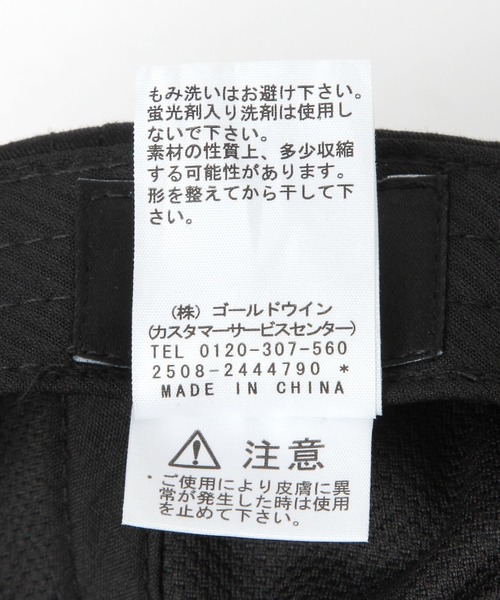 もみ洗いはお避け下さい。
蛍光剤入り洗剤は使用し
ないで下さい。
素材の性質上、多少収縮
する可能性があります。
形を整えてから干して下
さい。
(株) ゴールドウイン
(カスタマーサービスセンター)
TEL 0120-307-560
2508-2444790 *
MADE IN CHINA
注意
・ご使用により皮膚に異
常が発生した時は使用
を止めて下さい。